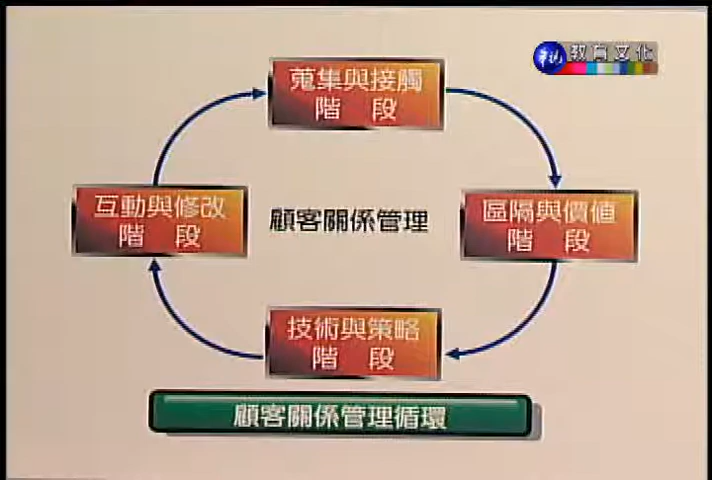 華視
教育文化
蒐集與接觸
階 段
互動與修改
階 段
顧客關係管理
區隔與價值
階 段
技術與策略
階 段
顧客關係管理循環